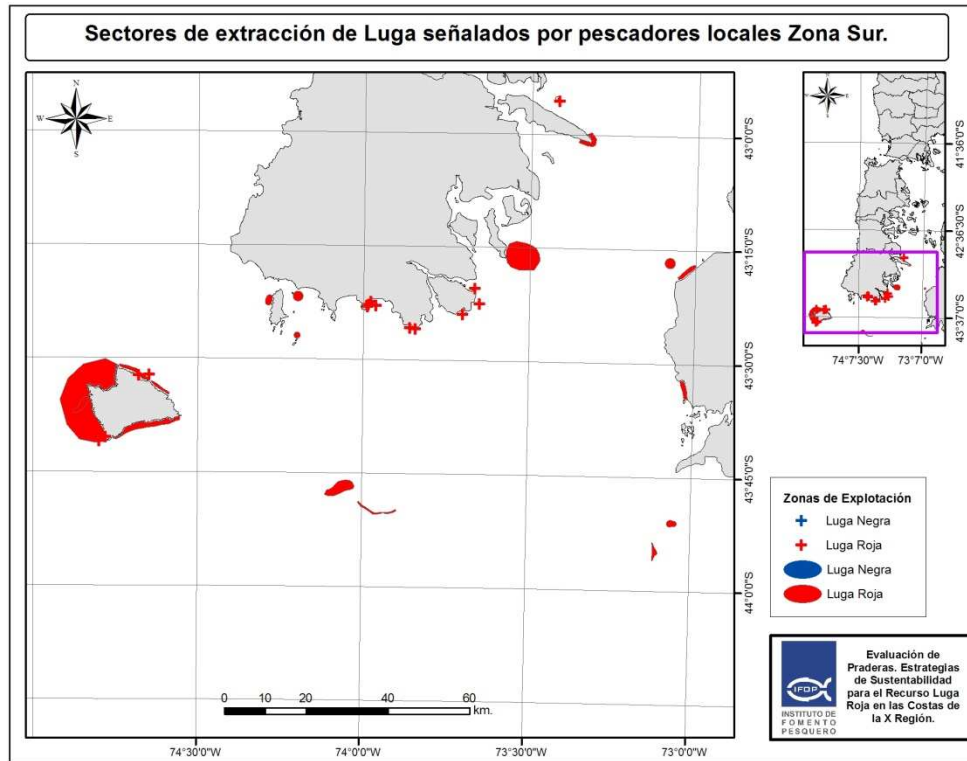 Sectores de extracción de Luga señalados por pescadores locales Zona Sur.
N
W E
S
N
W E
S
43°0'0"S
43°15'0"S
43°30'0"S
43°45'0"S
44°0'0"S
74°30'0"W
74°0'0"W
73°30'0"W
73°0'0"W
0 10 20 40 60
km.
41°36'0"S
42°36'30"S
43°37'0"S
74°7'30"W
73°7'0"W
Zonas de Explotación
Luga Negra
Luga Roja
Luga Negra
Luga Roja
IFOP
INSTITUTO DE
FOMENTO
PESQUERO
Evaluación de
Praderas. Estrategias
de Sustentabilidad
para el Recurso Luga
Roja en las Costas de
la X Región.